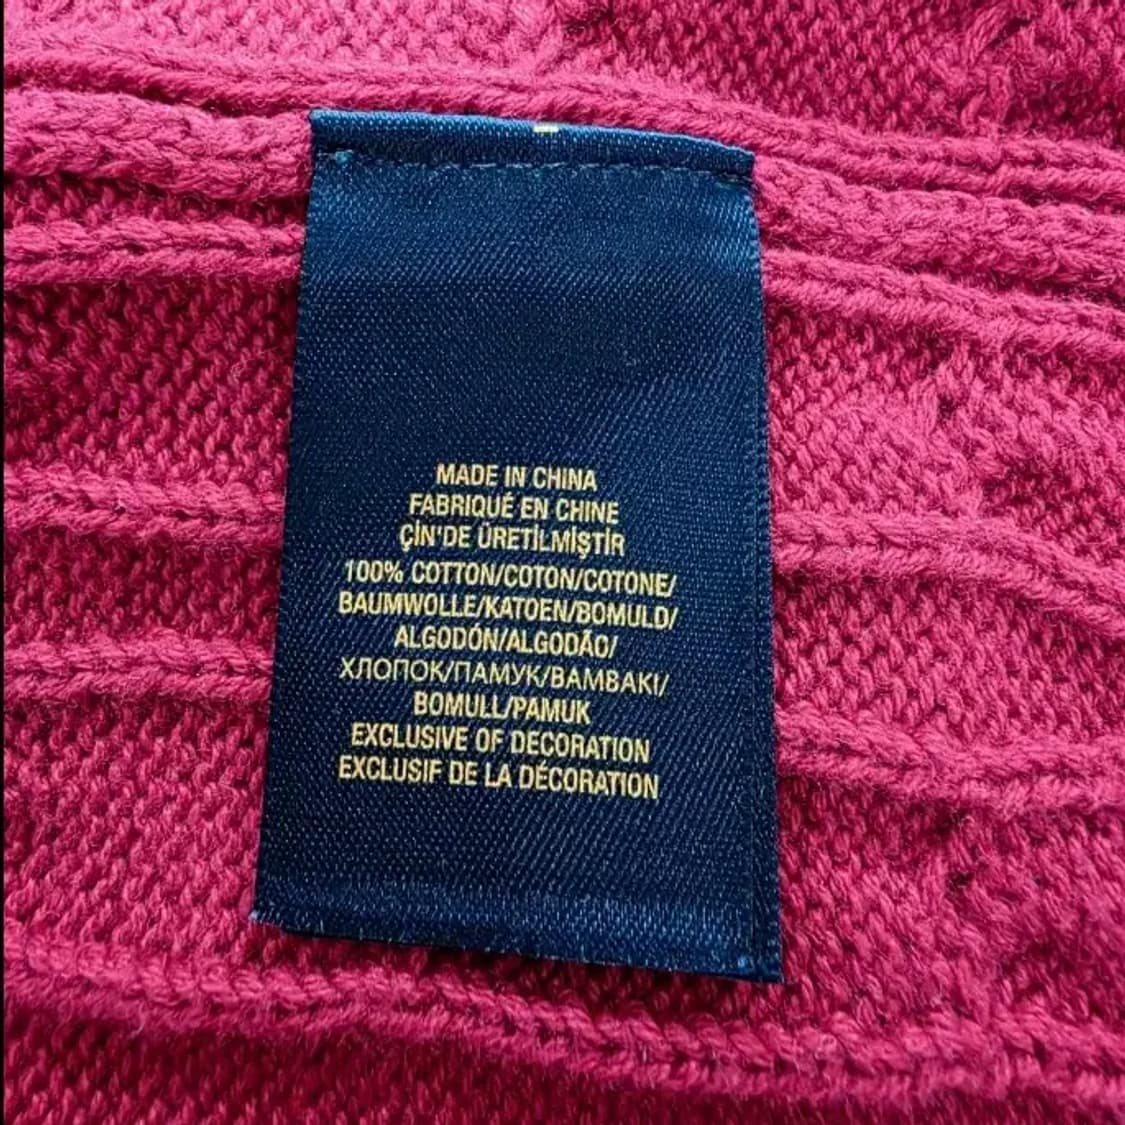 MADE IN CHINA
FABRIQUÉ EN CHINE
ÇİN'DE ÜRETİLMİŞTİR
100% COTTON/COTON/COTONE/
BAUMWOLLE/KATOEN/BOMULD/
ALGODÓN/ALGODÃO/
ХЛОПОК/ПАМУК/ΒΑΜΒΑΚΙ/
BOMULL/PAMUK
EXCLUSIVE OF DECORATION
EXCLUSIF DE LA DÉCORATION